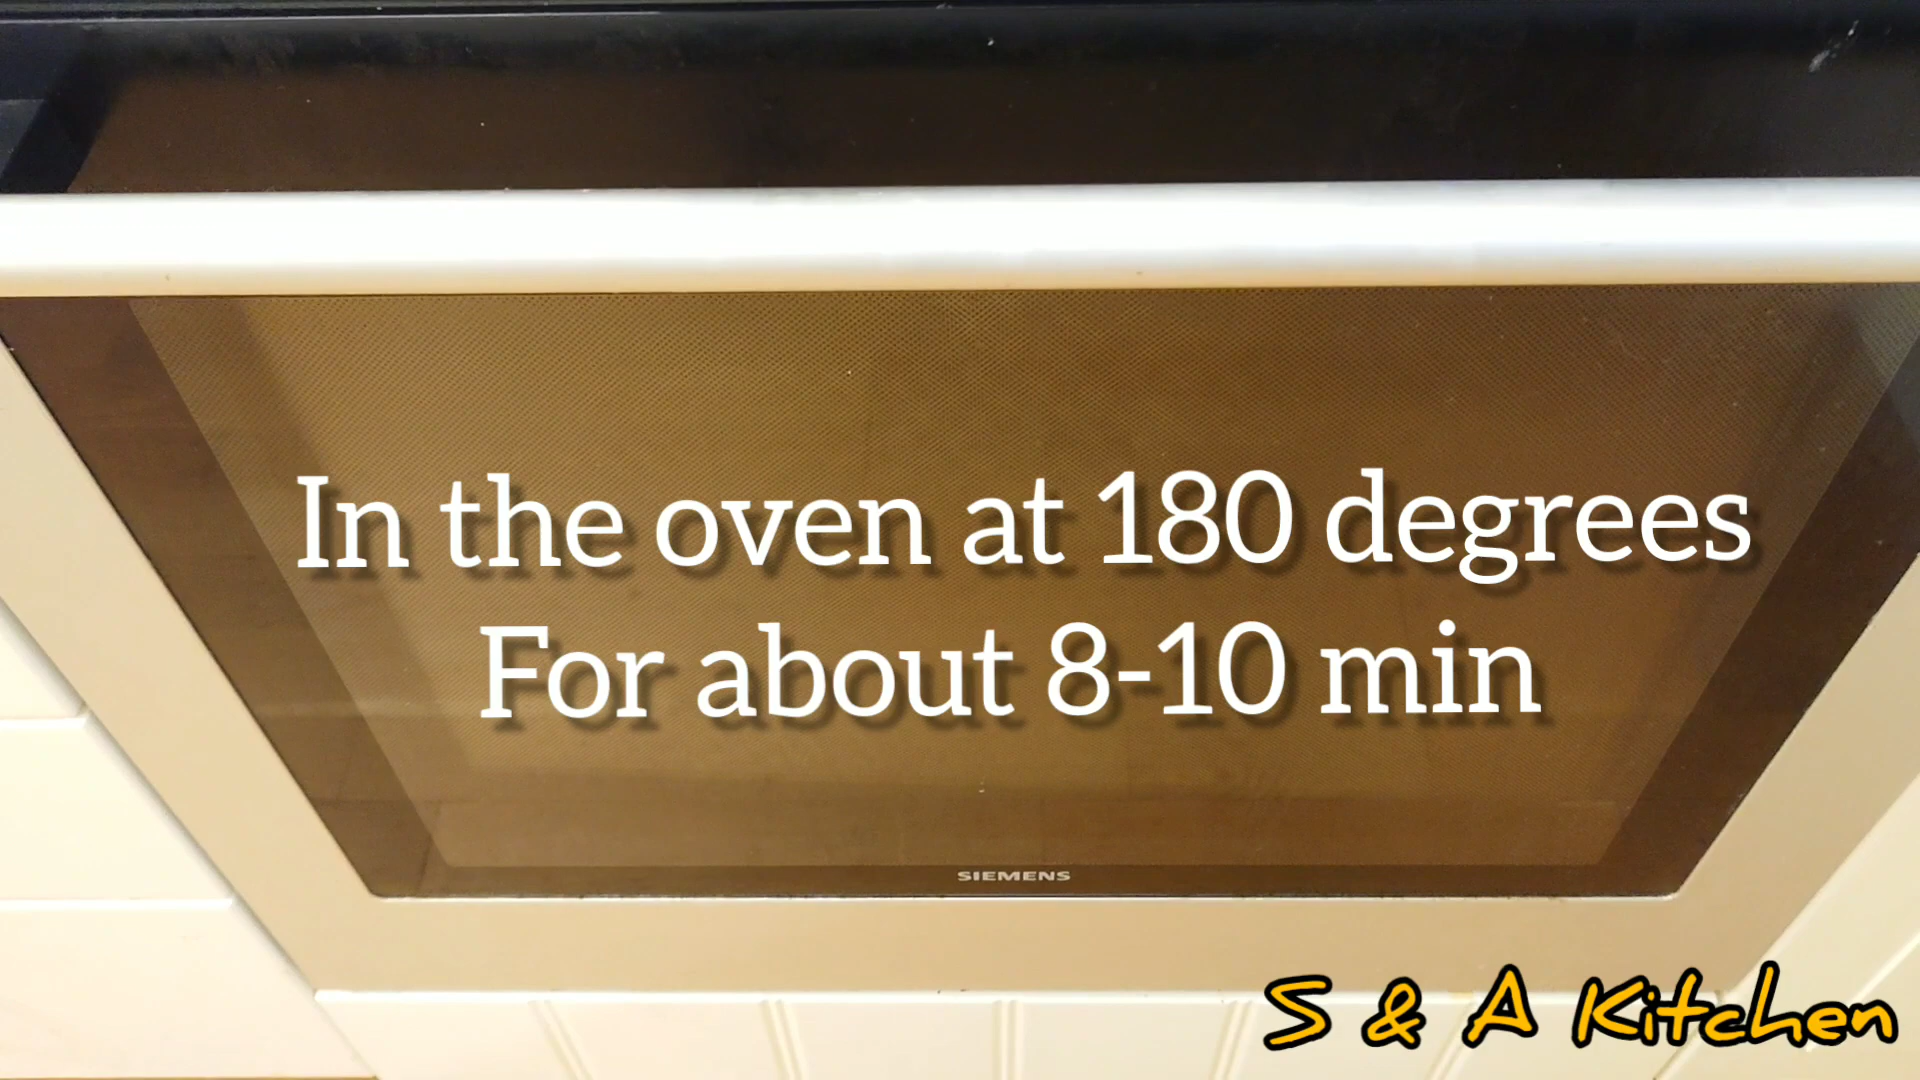 In the oven at 180 degrees
For about 8-10 min
SIEMENS
S & A Kitchen